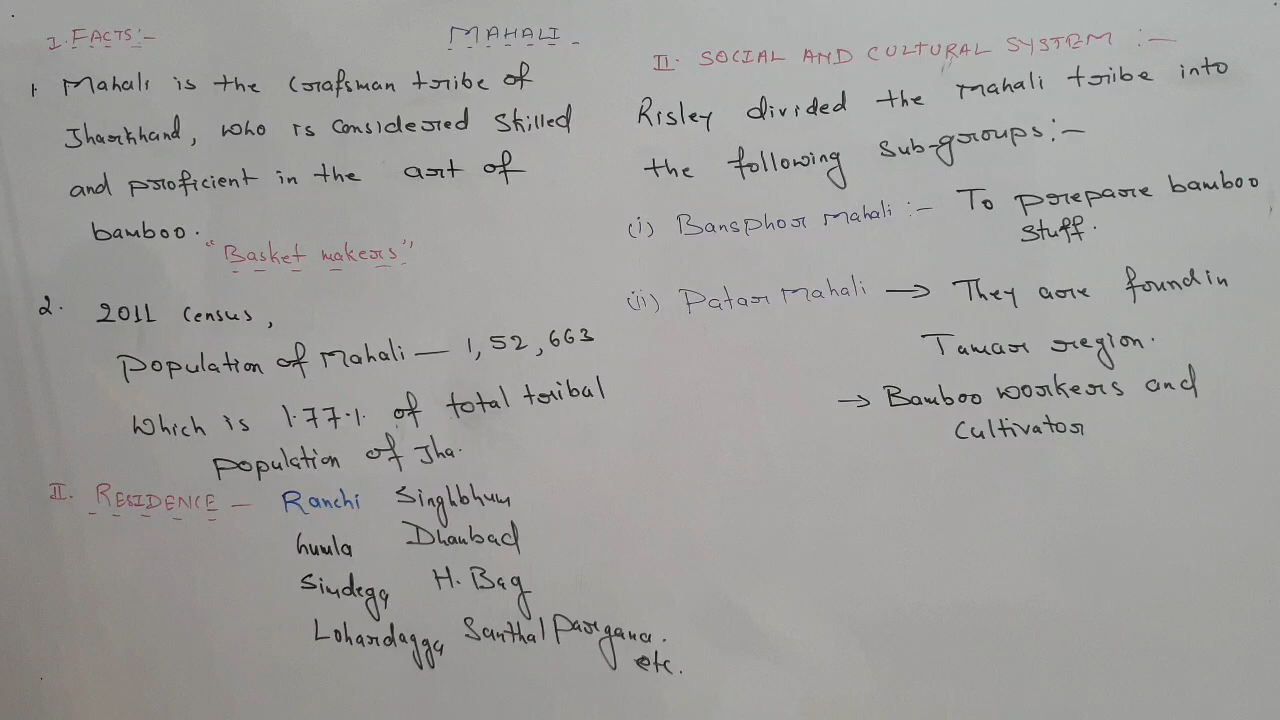 MAHALI
I. FACTS:-
1. Mahali is the Crafsman tribe of
Jharkhand, who is considered skilled
and proficient in the art of
bamboo.
"Basket makers"
2. 2011 Census,
Population of Mahali — 1,52,663
Which is 1.77% of total tribal
population of Jha.
II. RESIDENCE — Ranchi Singhbhum
Gumla Dhanbad
Simdega H. Bag
Lohardagga Santhal Pargana.
etc.
II. SOCIAL AND CULTURAL SYSTEM :-
Risley divided the Mahali tribe into
the following sub-groups:-
(i) Bansphor Mahali :- To prepare bamboo
stuff.
(ii) Patar Mahali → They are found in
Tamar region.
→ Bamboo workers and
Cultivator